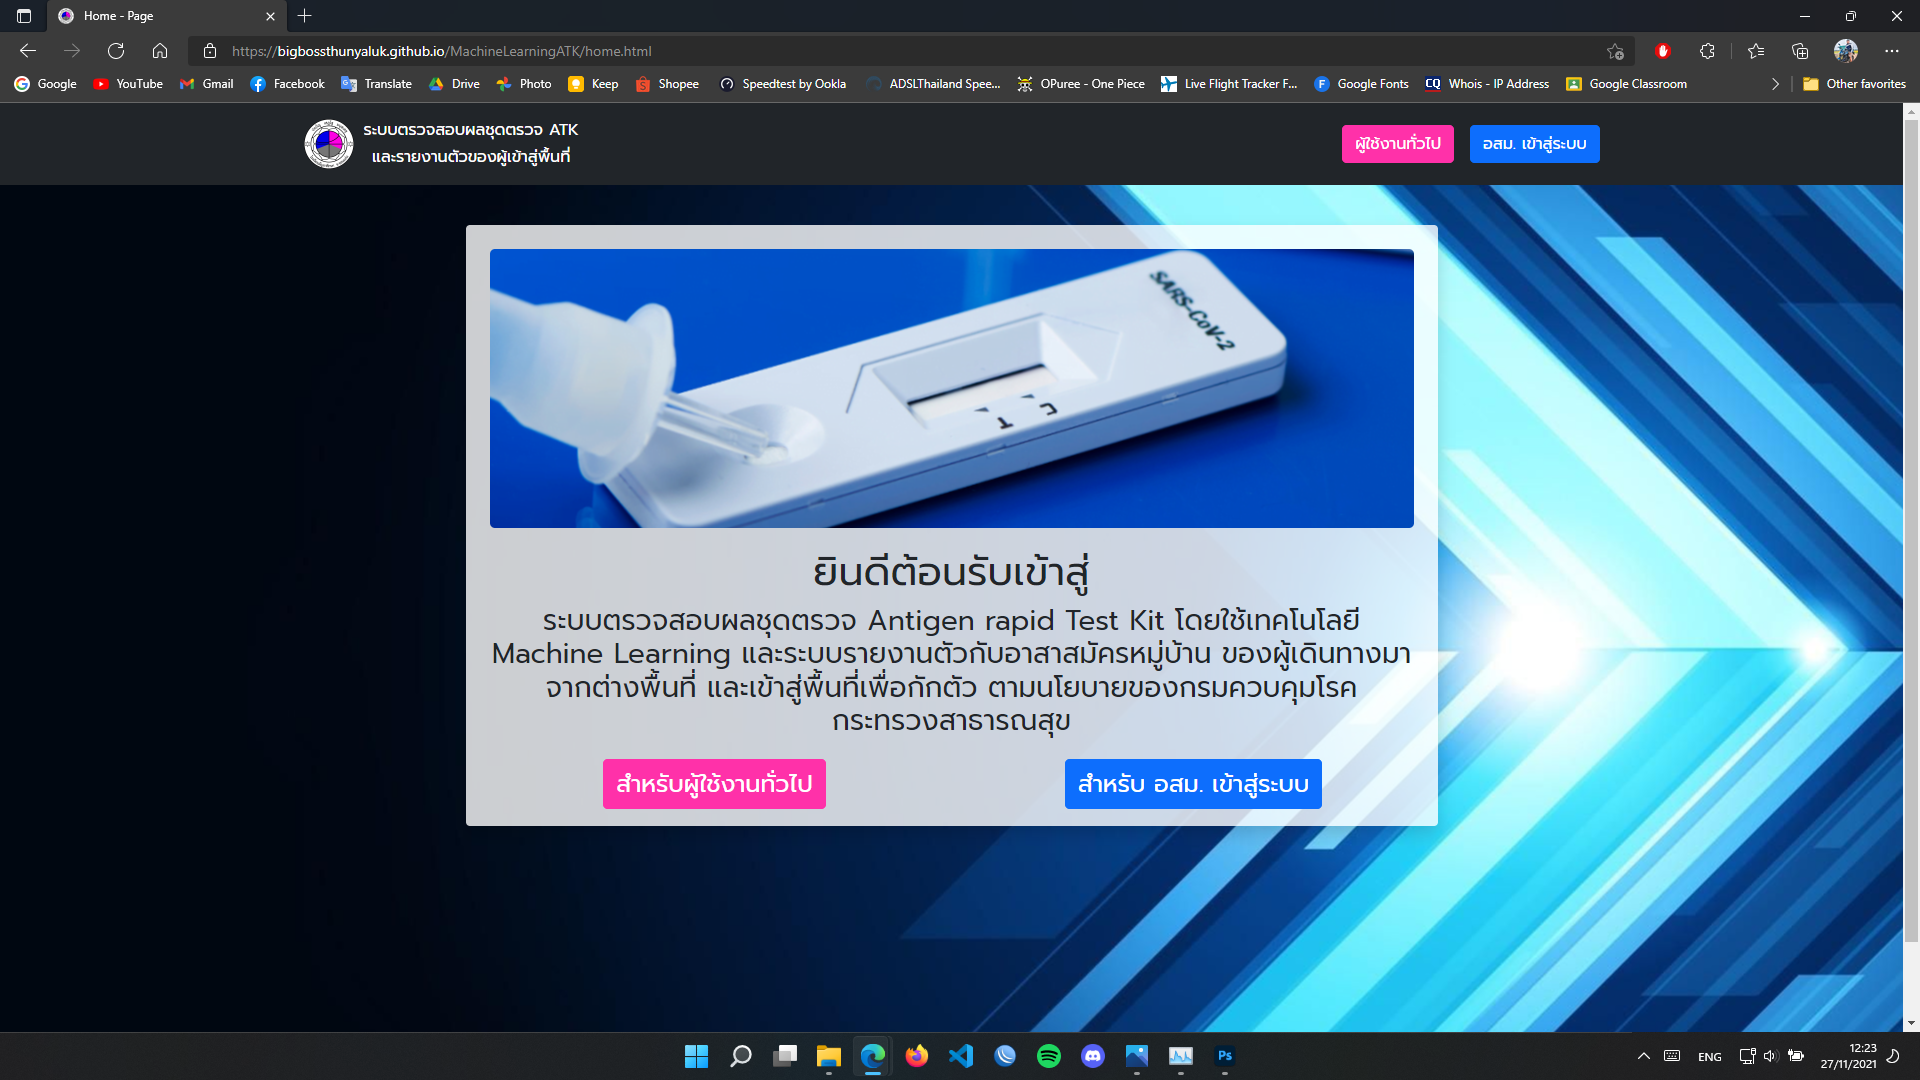 Home - Page
https://bigbossthunyaluk.github.io/MachineLearningATK/home.html
Google YouTube Gmail Facebook Translate Drive Photo Keep Shopee Speedtest by Ookla ADSLThailand Spee... OPuree - One Piece Live Flight Tracker F... Google Fonts CQ Whois - IP Address Google Classroom Other favorites
ระบบตรวจสอบผลชุดตรวจ ATK
และรายงานตัวของผู้เข้าสู่พื้นที่
ผู้ใช้งานทั่วไป อสม. เข้าสู่ระบบ
SARS-CoV-2
C
T
ยินดีต้อนรับเข้าสู่
ระบบตรวจสอบผลชุดตรวจ Antigen rapid Test Kit โดยใช้เทคโนโลยี
Machine Learning และระบบรายงานตัวกับอาสาสมัครหมู่บ้าน ของผู้เดินทางมา
จากต่างพื้นที่ และเข้าสู่พื้นที่เพื่อกักตัว ตามนโยบายของกรมควบคุมโรค
กระทรวงสาธารณสุข
สำหรับผู้ใช้งานทั่วไป สำหรับ อสม. เข้าสู่ระบบ
Ps
ENG
12:23
27/11/2021